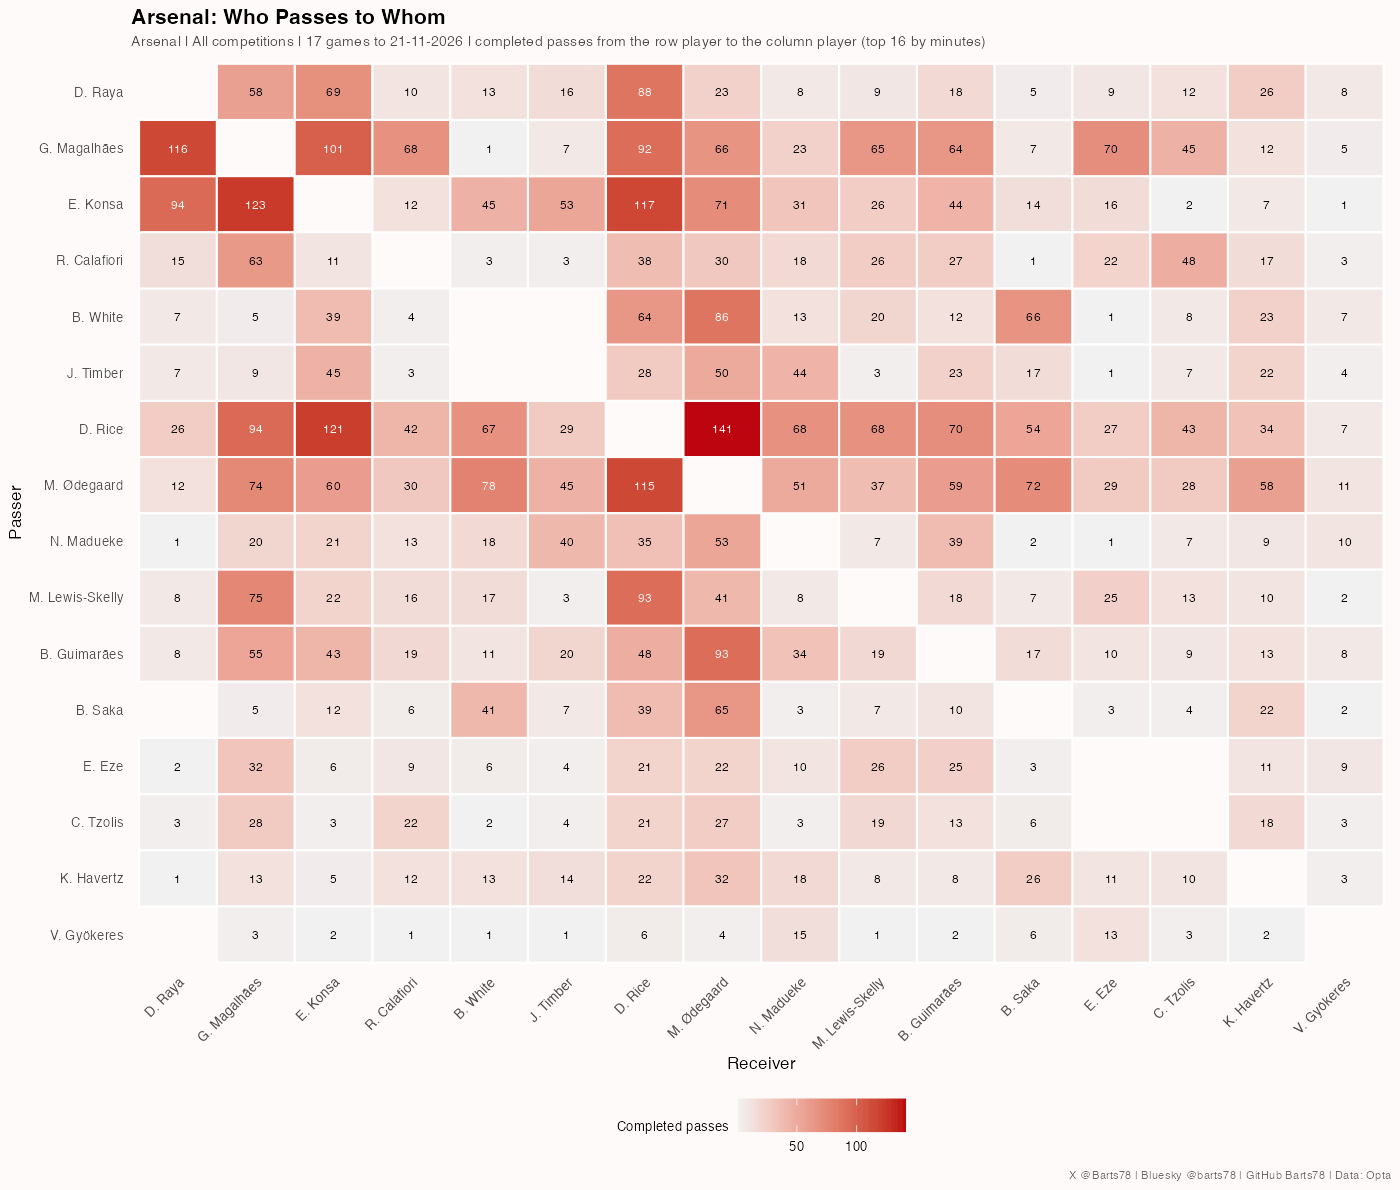 Arsenal: Who Passes to Whom
Arsenal | All competitions | 17 games to 21-11-2026 | completed passes from the row player to the column player (top 16 by minutes)
D. Raya 58 69 10 13 16 88 23 8 9 18 5 9 12 26 8
G. Magalhães 116 101 68 1 7 92 66 23 65 64 7 70 45 12 5
E. Konsa 94 123 12 45 53 117 71 31 26 44 14 16 2 7 1
R. Calafiori 15 63 11 3 3 38 30 18 26 27 1 22 48 17 3
B. White 7 5 39 4 64 86 13 20 12 66 1 8 23 7
J. Timber 7 9 45 3 28 50 44 3 23 17 1 7 22 4
D. Rice 26 94 121 42 67 29 141 68 68 70 54 27 43 34 7
M. Ødegaard 12 74 60 30 78 45 115 51 37 59 72 29 28 58 11
N. Madueke 1 20 21 13 18 40 35 53 7 39 2 1 7 9 10
M. Lewis-Skelly 8 75 22 16 17 3 93 41 8 18 7 25 13 10 2
B. Guimarães 8 55 43 19 11 20 48 93 34 19 17 10 9 13 8
B. Saka 5 12 6 41 7 39 65 3 7 10 3 4 22 2
E. Eze 2 32 6 9 6 4 21 22 10 26 25 3 11 9
C. Tzolis 3 28 3 22 2 4 21 27 3 19 13 6 18 3
K. Havertz 1 13 5 12 13 14 22 32 18 8 8 26 11 10 3
V. Gyökeres 3 2 1 1 1 6 4 15 1 2 6 13 3 2
Passer
D. Raya G. Magalhães E. Konsa R. Calafiori B. White J. Timber D. Rice M. Ødegaard N. Madueke M. Lewis-Skelly B. Guimarães B. Saka E. Eze C. Tzolis K. Havertz V. Gyökeres
Receiver
Completed passes
50 100
X @Barts78 | Bluesky @barts78 | GitHub Barts78 | Data: Opta